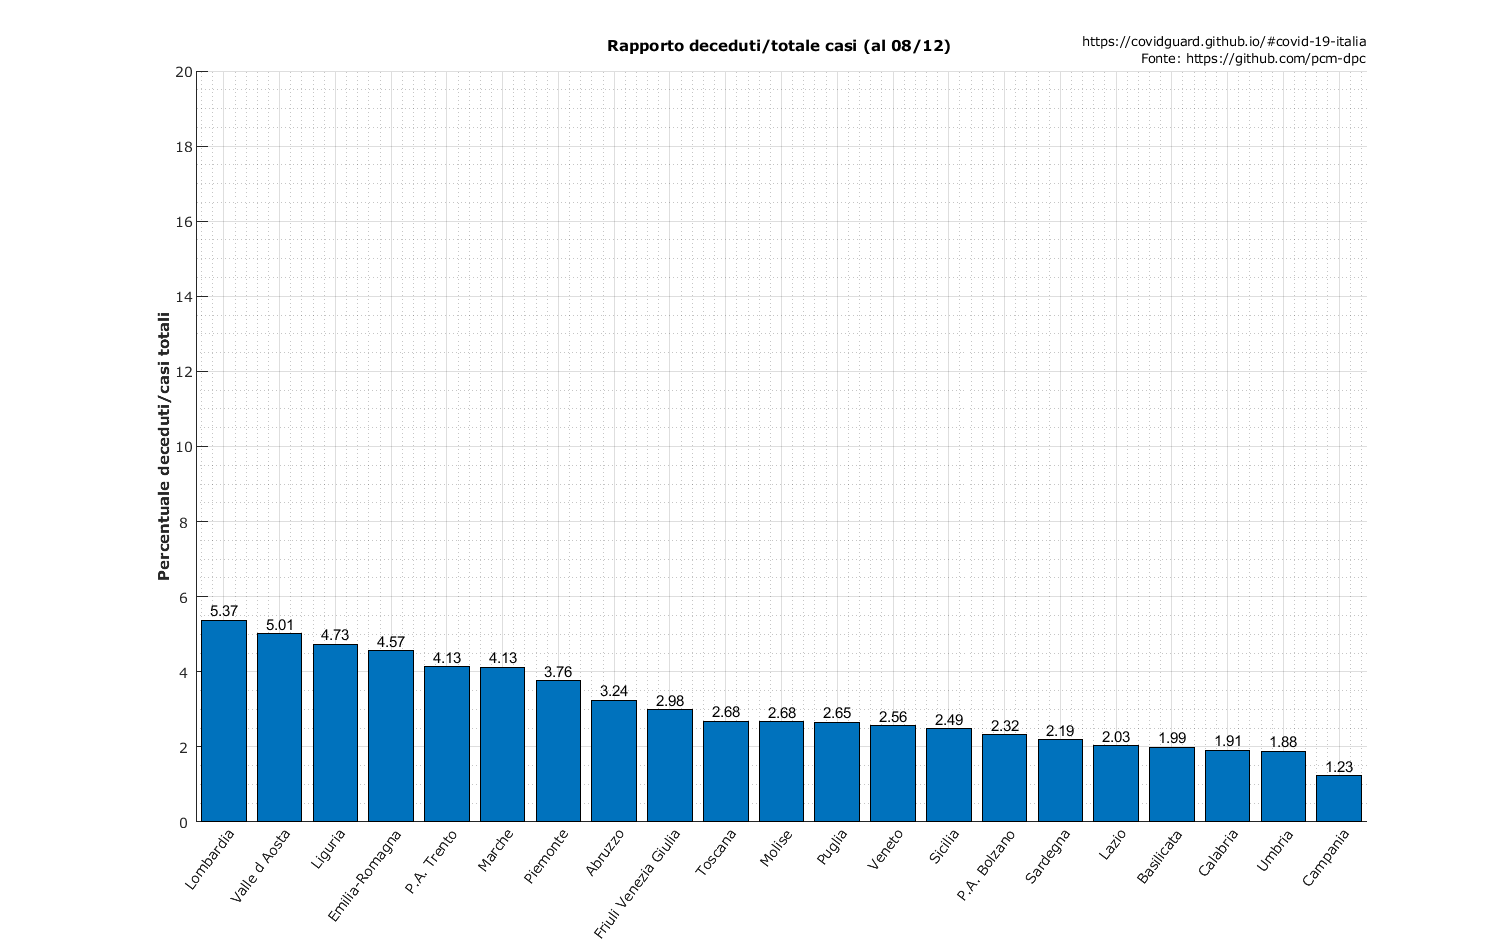 Rapporto deceduti/totale casi (al 08/12)
https://covidguard.github.io/#covid-19-italia
Fonte: https://github.com/pcm-dpc
Percentuale deceduti/casi totali
20
18
16
14
12
10
8
6
4
2
0
5.37
5.01
4.73
4.57
4.13
4.13
3.76
3.24
2.98
2.68
2.68
2.65
2.56
2.49
2.32
2.19
2.03
1.99
1.91
1.88
1.23
Lombardia
Valle d Aosta
Liguria
Emilia-Romagna
P.A. Trento
Marche
Piemonte
Abruzzo
Friuli Venezia Giulia
Toscana
Molise
Puglia
Veneto
Sicilia
P.A. Bolzano
Sardegna
Lazio
Basilicata
Calabria
Umbria
Campania